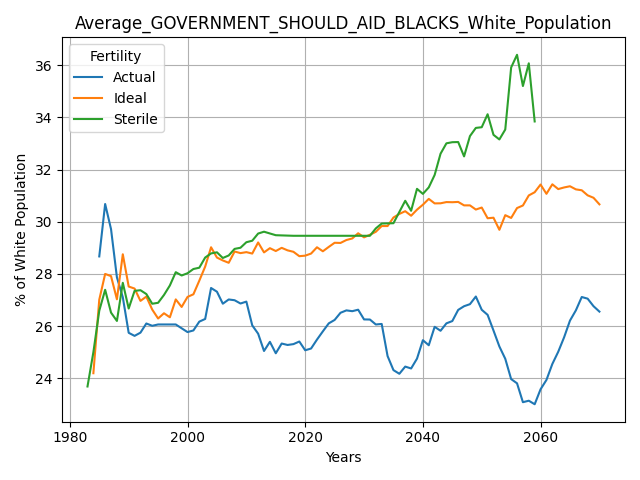 Average_GOVERNMENT_SHOULD_AID_BLACKS_White_Population
Fertility
Actual
Ideal
Sterile
% of White Population
36
34
32
30
28
26
24
1980
2000
2020
2040
2060
Years